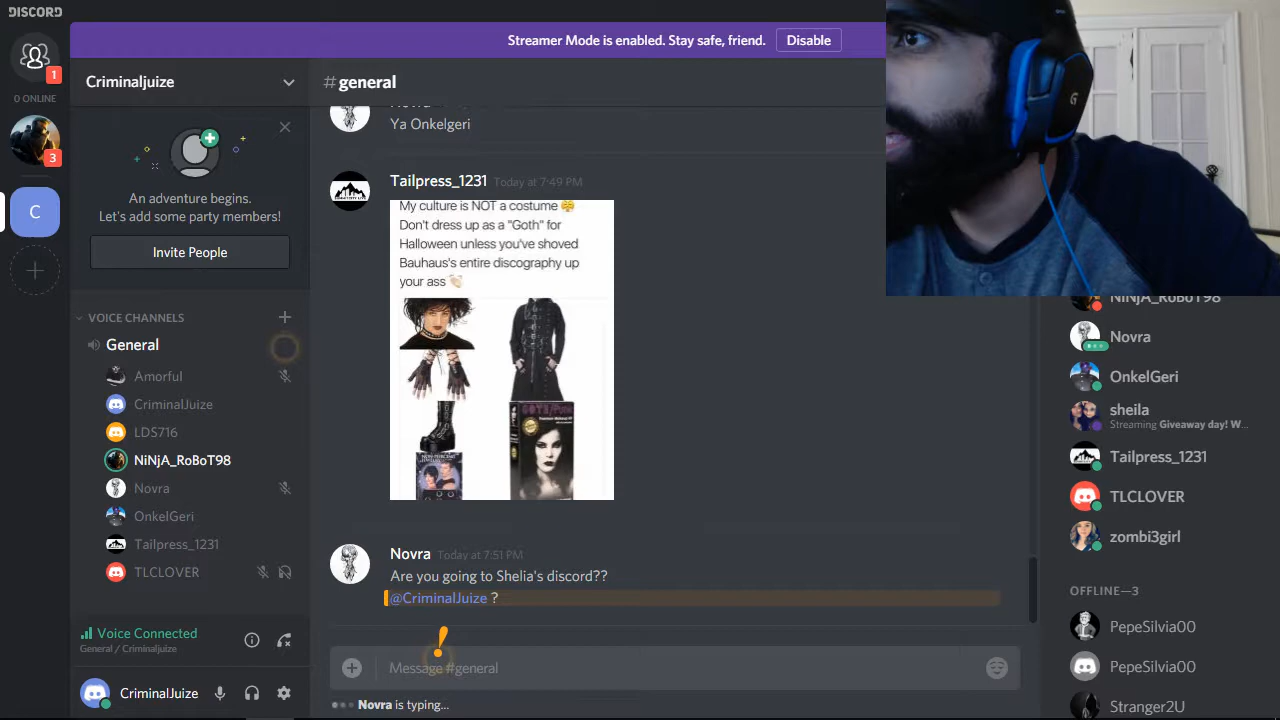 DISCORD
Streamer Mode is enabled. Stay safe, friend.
Disable
1
0 ONLINE
3
C
Criminaljuize
An adventure begins.
Let's add some party members!
Invite People
VOICE CHANNELS
General
Amorful
CriminalJuize
LDS716
NiNjA_RoBoT98
Novra
OnkelGeri
Tailpress_1231
TLCLOVER
Voice Connected
General / Criminaljuize
CriminalJuize
# general
Ya Onkelgeri
Tailpress_1231 Today at 7:49 PM
My culture is NOT a costume 😤
Don't dress up as a "Goth" for
Halloween unless you've shoved
Bauhaus's entire discography up
your ass 👏🏻
Novra Today at 7:51 PM
Are you going to Shelia's discord??
@CriminalJuize ?
Message #general
Novra is typing...
G
NiNjA_RoBoT98
Novra
OnkelGeri
sheila
Streaming Giveaway day! W...
Tailpress_1231
TLCLOVER
zombi3girl
OFFLINE—3
PepeSilvia00
PepeSilvia00
Stranger2U